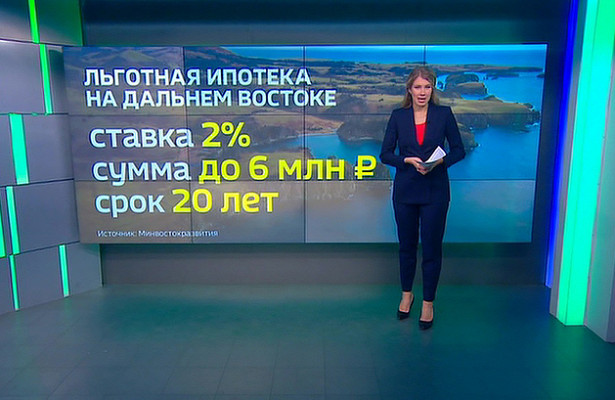 ЛЬГОТНАЯ ИПОТЕКА
НА ДАЛЬНЕМ ВОСТОКЕ
ставка 2%
сумма до 6 млн ₽
срок 20 лет
Источник: Минвостокразвития